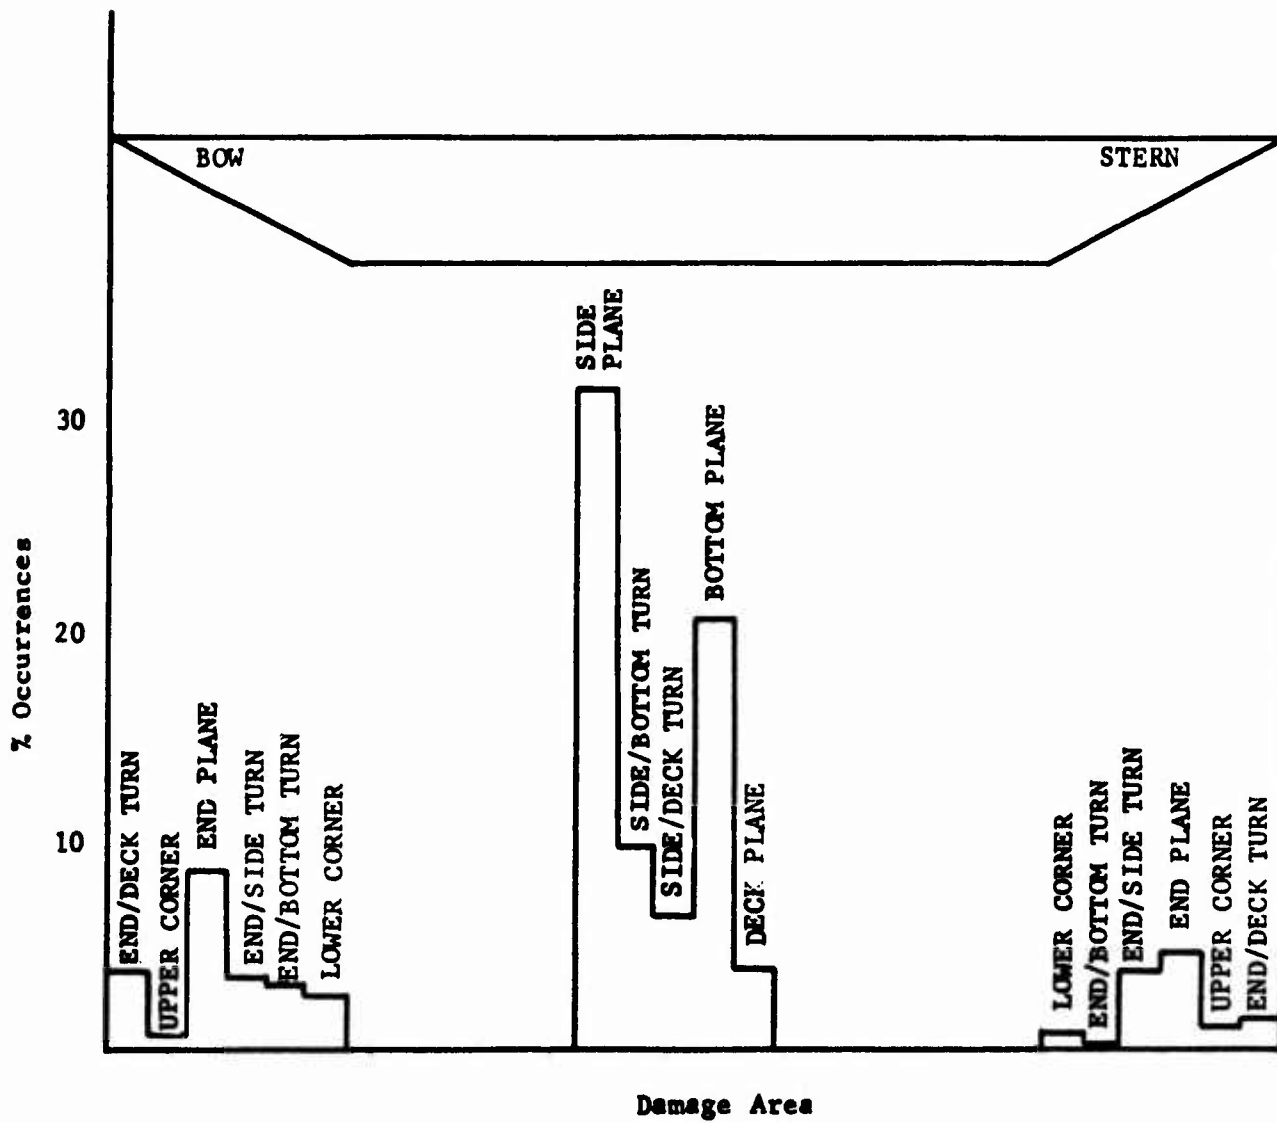 BOW
STERN
SIDE
PLANE
30
BOTTOM PLANE
% Occurrences
20
SIDE/BOTTOM TURN
SIDE/DECK TURN
END PLANE
END/DECK TURN
UPPER CORNER
END/SIDE TURN
END/BOTTOM TURN
LOWER CORNER
10
DECK PLANE
LOWER CORNER
END/BOTTOM TURN
END/SIDE TURN
END PLANE
UPPER CORNER
END/DECK TURN
Damage Area